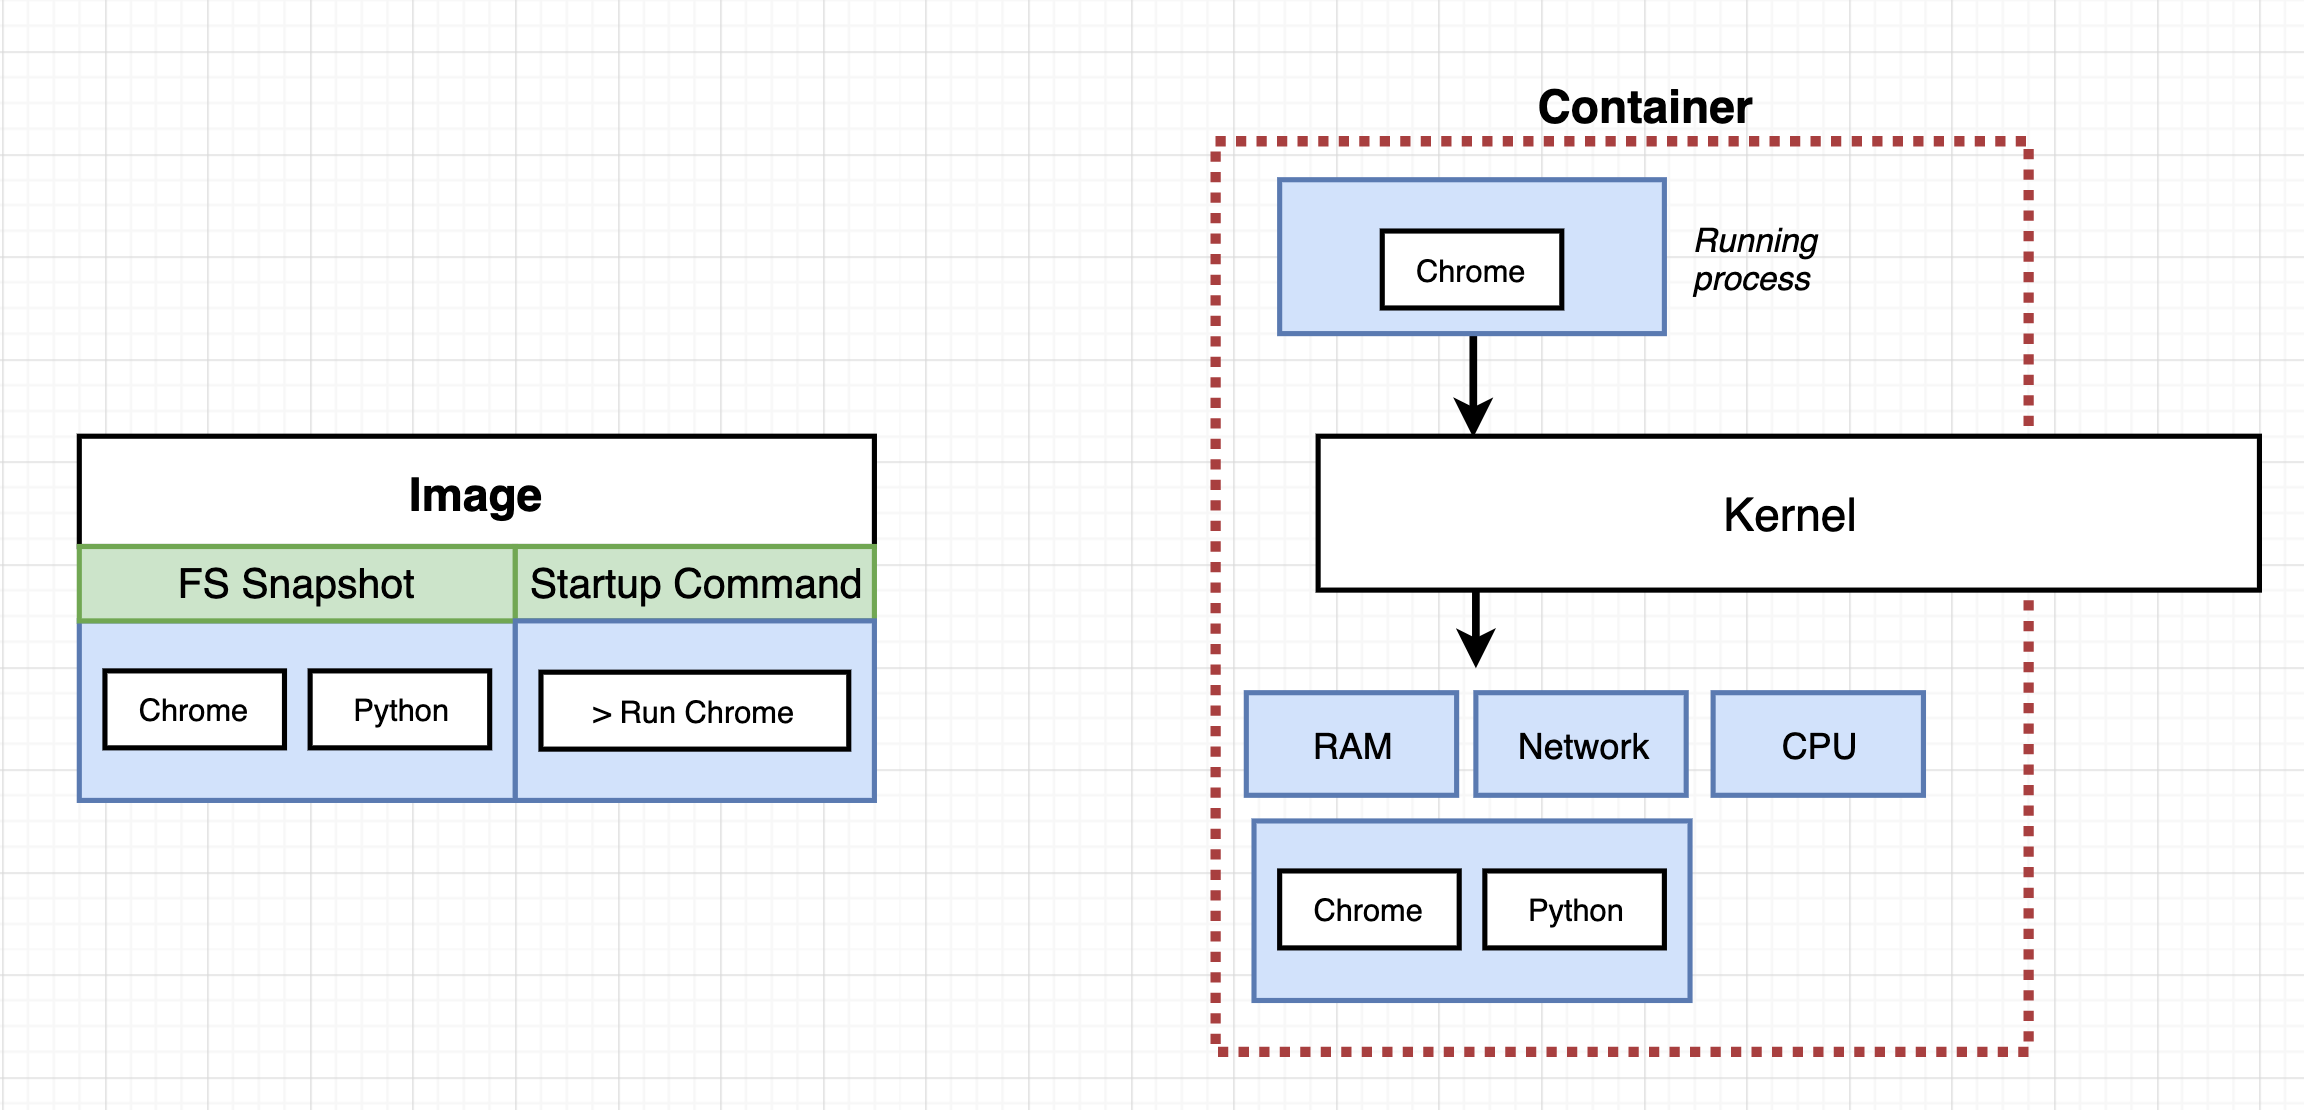 Container
Chrome
Running
process
Kernel
Image
FS Snapshot
Startup Command
Chrome
Python
> Run Chrome
RAM
Network
CPU
Chrome
Python